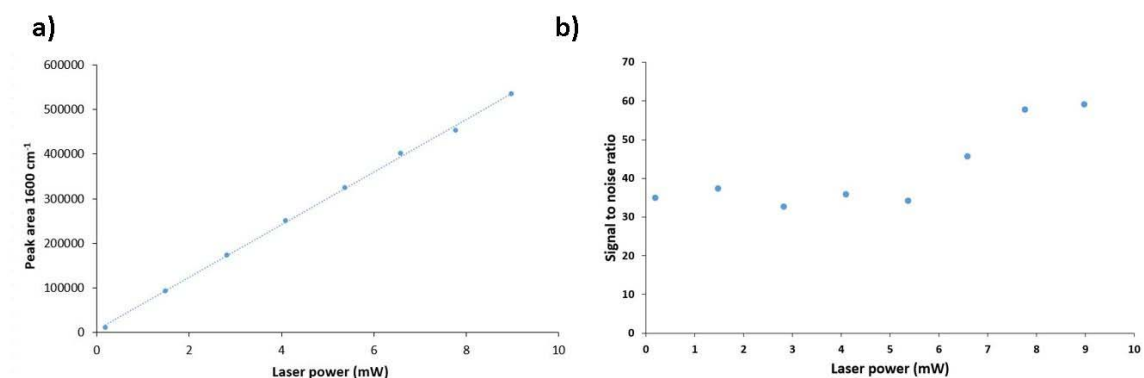 a)
600000
500000
400000
300000
200000
100000
0
0 2 4 6 8 10
Peak area 1600 cm⁻¹
Laser power (mW)
b)
70
60
50
40
30
20
10
0
0 1 2 3 4 5 6 7 8 9 10
Signal to noise ratio
Laser power (mW)